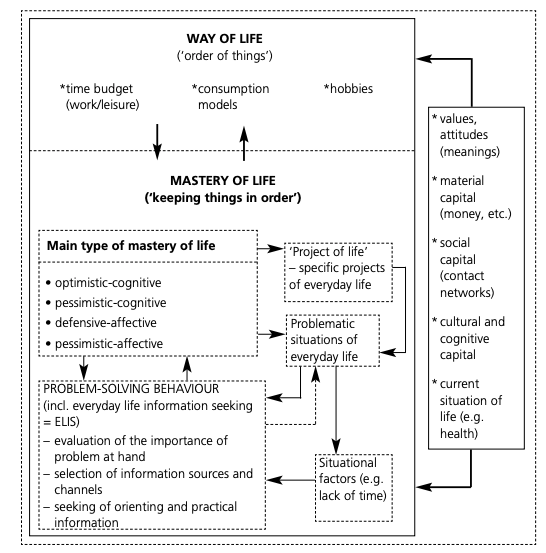 WAY OF LIFE
('order of things')
*time budget
(work/leisure)
*consumption
models
*hobbies
MASTERY OF LIFE
('keeping things in order')
Main type of mastery of life
• optimistic-cognitive
• pessimistic-cognitive
• defensive-affective
• pessimistic-affective
'Project of life'
– specific projects
of everyday life
Problematic
situations of
everyday life
PROBLEM-SOLVING BEHAVIOUR
(incl. everyday life information seeking
= ELIS)
– evaluation of the importance of
problem at hand
– selection of information sources and
channels
– seeking of orienting and practical
information
Situational
factors (e.g.
lack of time)
* values,
attitudes
(meanings)
* material
capital
(money, etc.)
* social
capital
(contact
networks)
* cultural and
cognitive
capital
* current
situation of
life (e.g.
health)